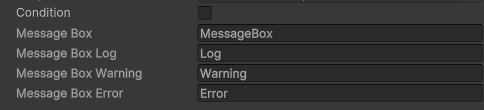 Condition
Message Box MessageBox
Message Box Log Log
Message Box Warning Warning
Message Box Error Error